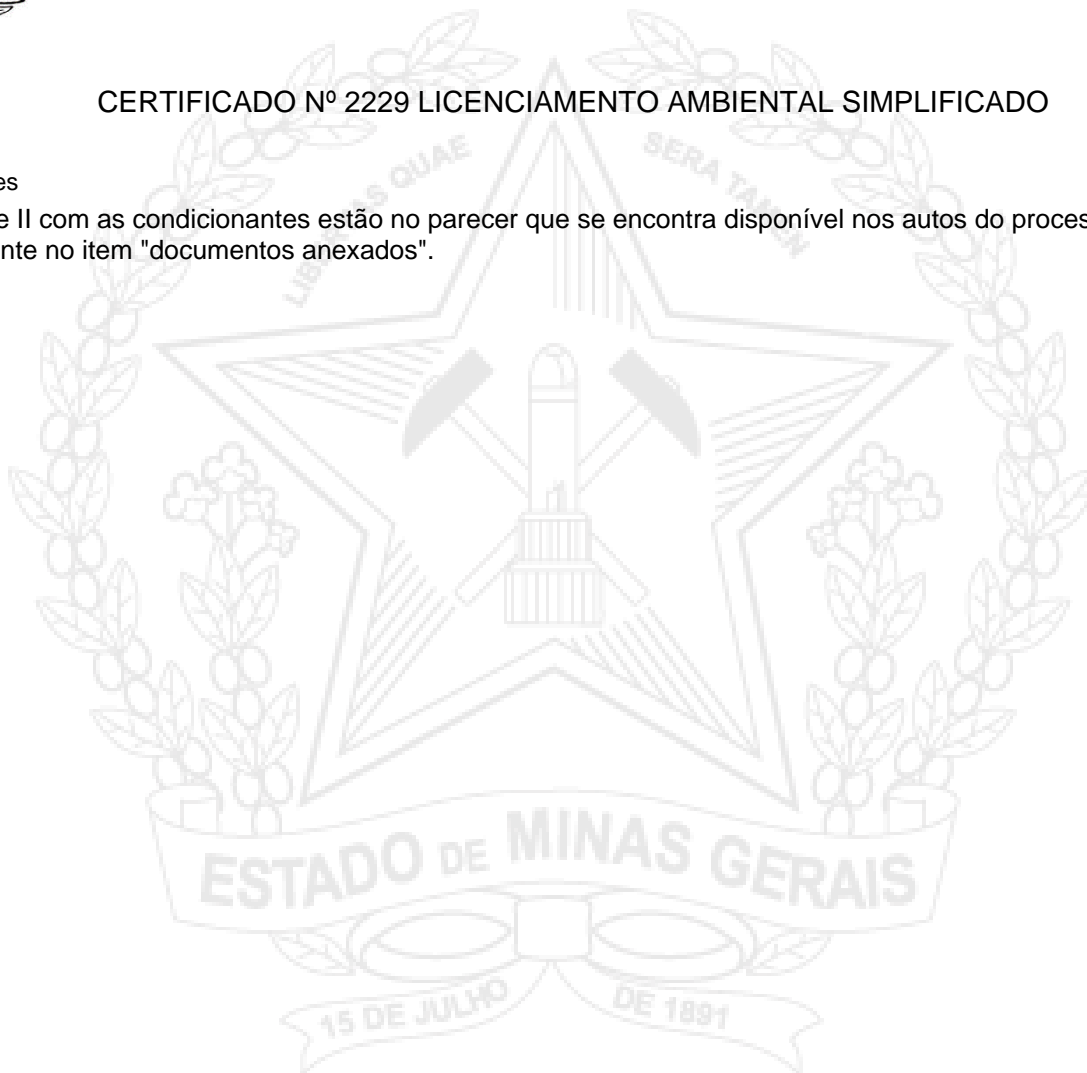 CERTIFICADO Nº 2229 LICENCIAMENTO AMBIENTAL SIMPLIFICADO
es
e II com as condicionantes estão no parecer que se encontra disponível nos autos do proces
nte no item "documentos anexados".
LIBERTAS QUAE SERA TAMEN
ESTADO DE MINAS GERAIS
15 DE JULHO DE 1891